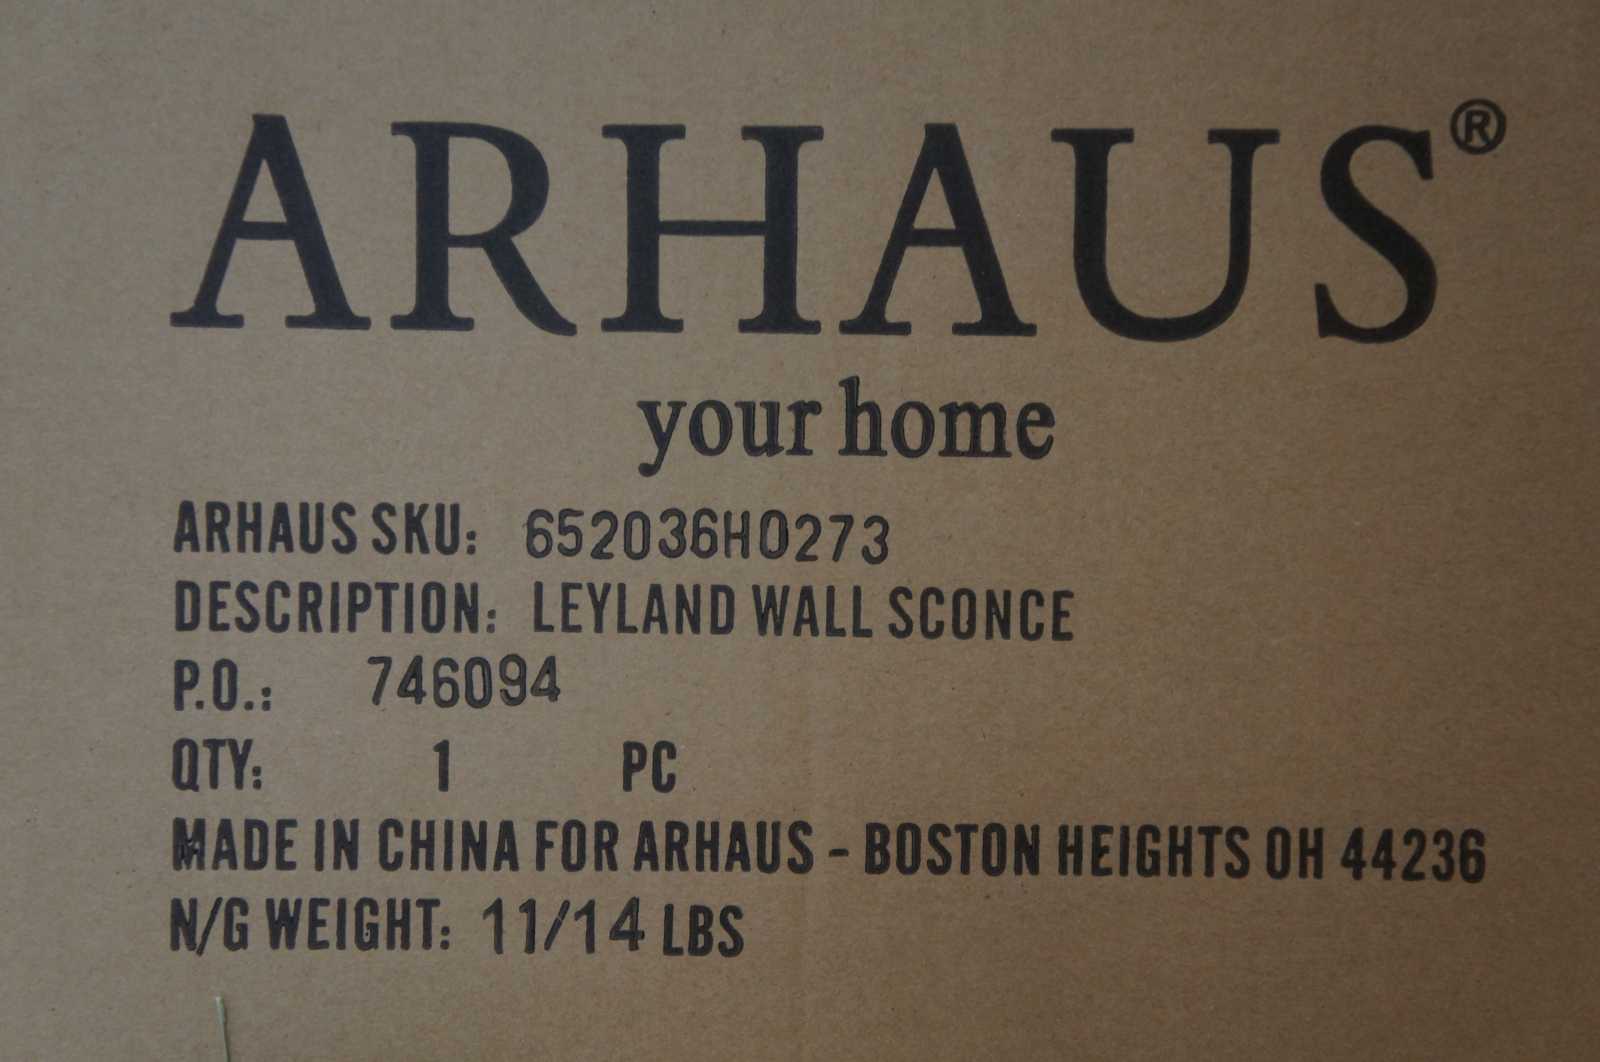 ARHAUS®
your home
ARHAUS SKU: 652036H0273
DESCRIPTION: LEYLAND WALL SCONCE
P.O.: 746094
QTY: 1 PC
MADE IN CHINA FOR ARHAUS - BOSTON HEIGHTS OH 44236
N/G WEIGHT: 11/14 LBS